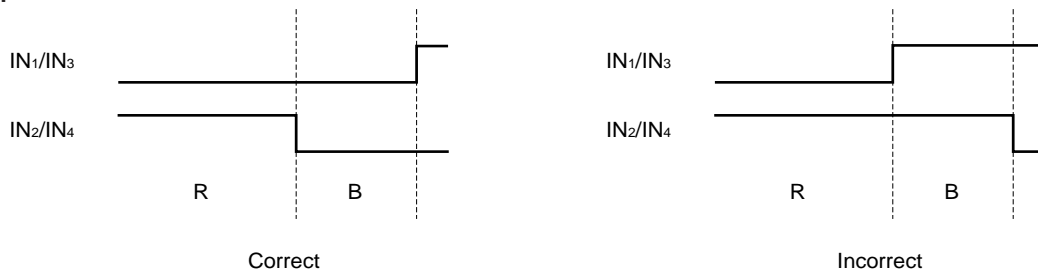 IN1/IN3
IN2/IN4
R
B
Correct
IN1/IN3
IN2/IN4
R
B
Incorrect